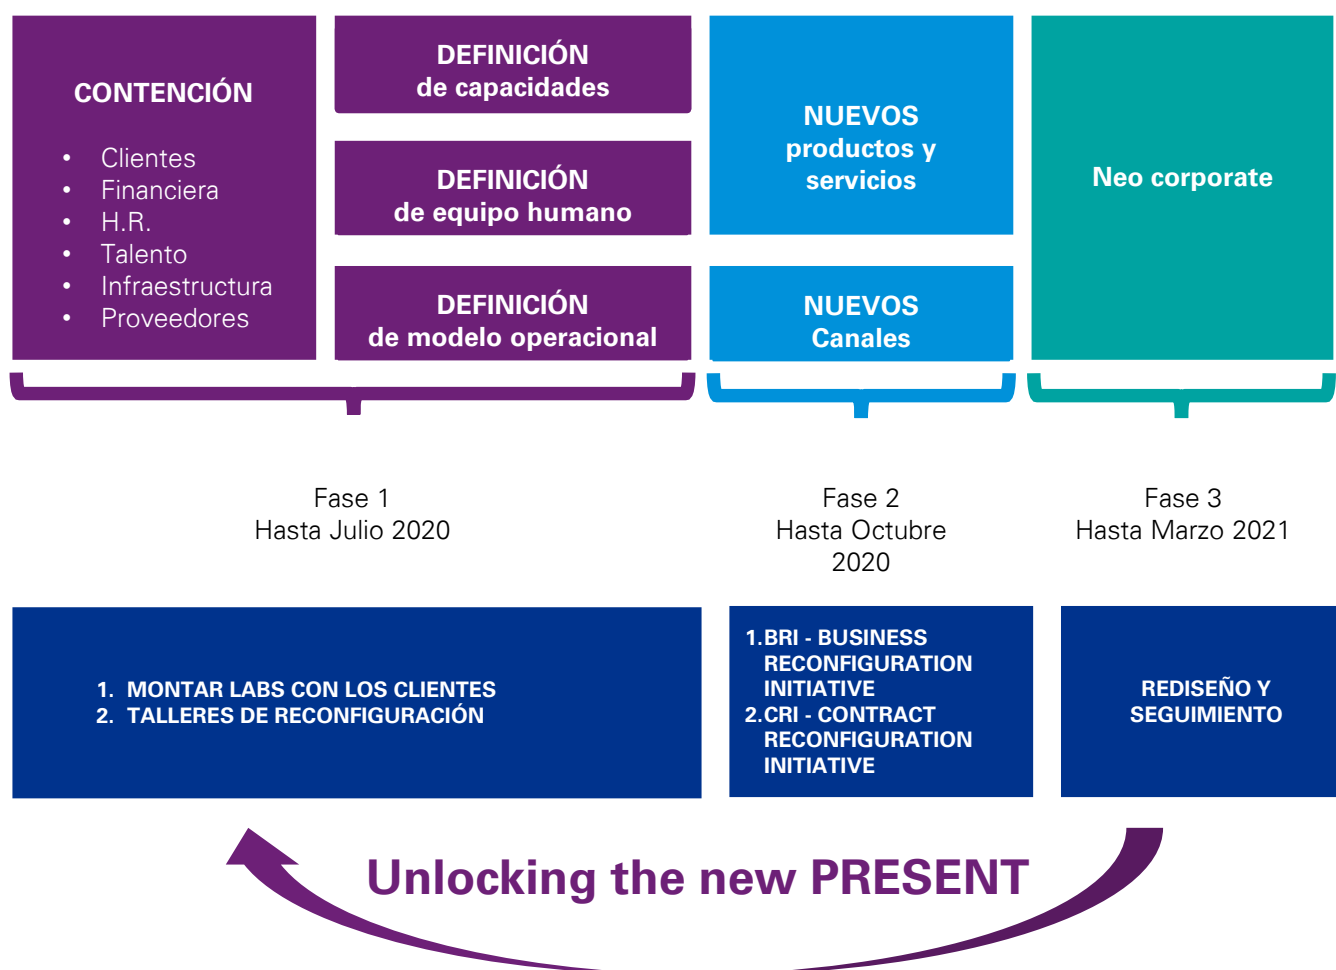 CONTENCIÓN
• Clientes
• Financiera
• H.R.
• Talento
• Infraestructura
• Proveedores
DEFINICIÓN
de capacidades
DEFINICIÓN
de equipo humano
DEFINICIÓN
de modelo operacional
NUEVOS
productos y
servicios
NUEVOS
Canales
Neo corporate
Fase 1
Hasta Julio 2020
Fase 2
Hasta Octubre
2020
Fase 3
Hasta Marzo 2021
1. MONTAR LABS CON LOS CLIENTES
2. TALLERES DE RECONFIGURACIÓN
1.BRI - BUSINESS
RECONFIGURATION
INITIATIVE
2.CRI - CONTRACT
RECONFIGURATION
INITIATIVE
REDISEÑO Y
SEGUIMIENTO
Unlocking the new PRESENT